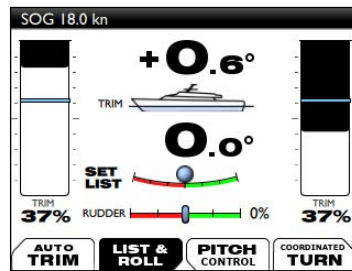 SOG 18.0 kn
+0.6°
TRIM
0.0°
SET
LIST
TRIM
37%
RUDDER
0%
TRIM
37%
AUTO
TRIM
LIST &
ROLL
PITCH
CONTROL
COORDINATED
TURN